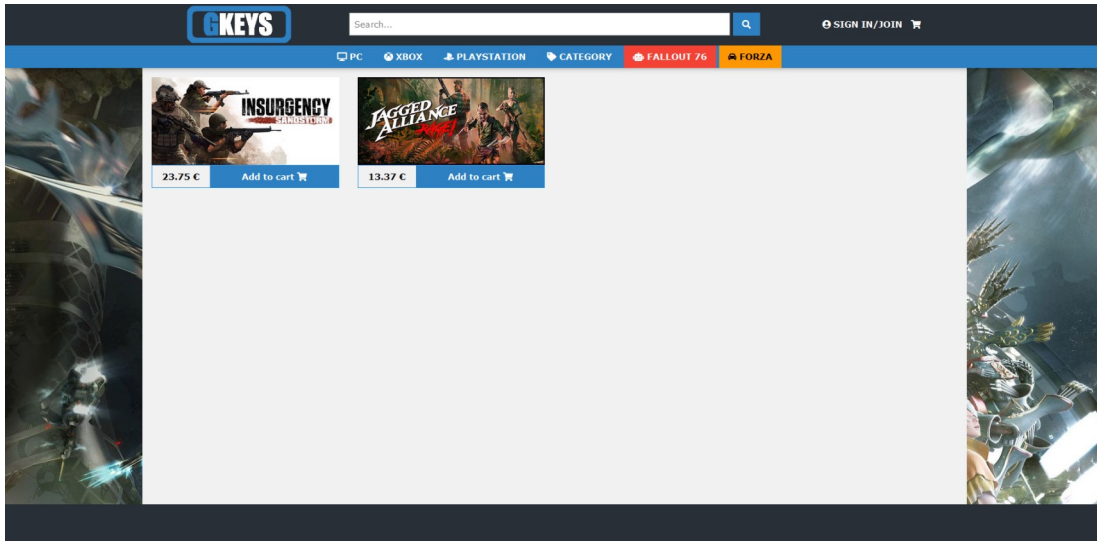 GKEYS
Search...
SIGN IN/JOIN
PC XBOX PLAYSTATION CATEGORY FALLOUT 76 FORZA
INSURGENCY
SANDSTORM
JAGGED
ALLIANCE
RAGE!
23.75 € Add to cart
13.37 € Add to cart